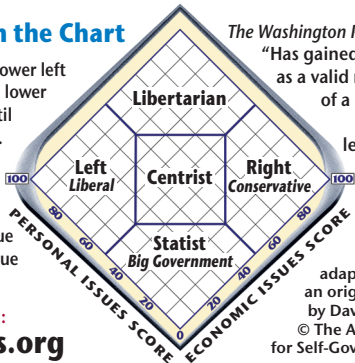 n the Chart
ower left
lower
til
The Washington
"Has gained
as a valid
of a
le
Libertarian
Left
Liberal
Centrist
Right
Conservative
Statist
Big Government
100
80
60
40
20
0
20
40
60
80
100
PERSONAL ISSUES SCORE
ECONOMIC ISSUES SCORE
ue
ue
:
s.org
adap
an orig
by Dav
© The A
for Self-Gov